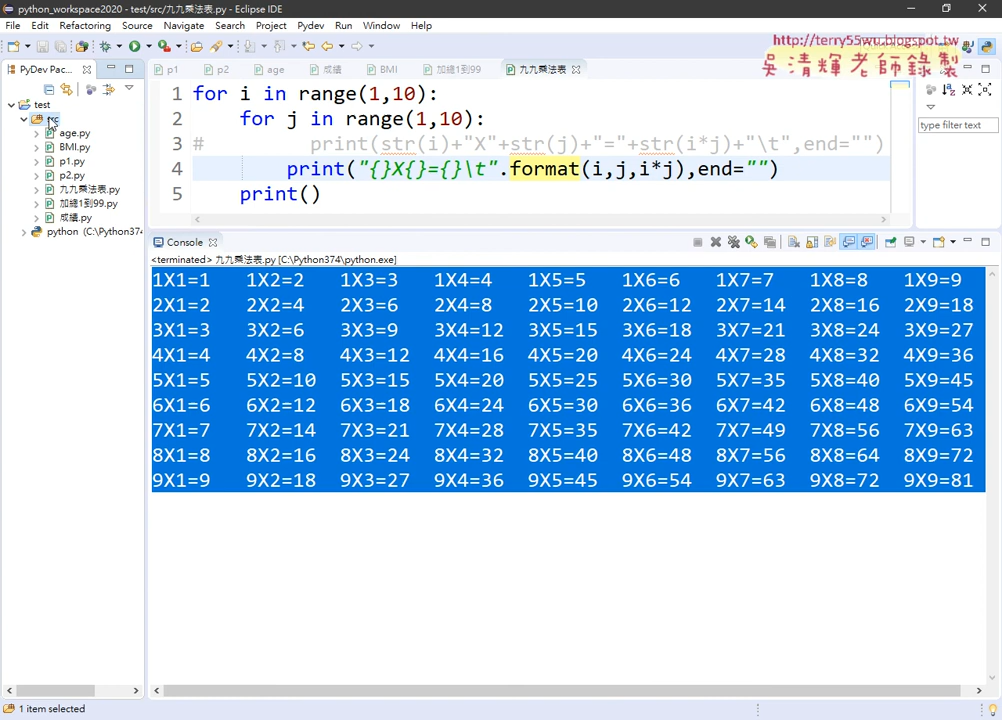 python_workspace2020 - test/src/九九乘法表.py - Eclipse IDE
File Edit Refactoring Source Navigate Search Project Pydev Run Window Help
http://terry55wu.blogspot.tw
吳清輝老師錄製
PyDev Pac...
p1 p2 age 成績 BMI 加總1到99 九九乘法表
test
src
age.py
BMI.py
p1.py
p2.py
九九乘法表.py
加總1到99.py
成績.py
python (C:\Python374
1 for i in range(1,10):
2 for j in range(1,10):
3 # print(str(i)+"X"+str(j)+"="+str(i*j)+"\t",end="")
4 print("{}X{}={}\t".format(i,j,i*j),end="")
5 print()
type filter text
Console
<terminated> 九九乘法表.py [C:\Python374\python.exe]
1X1=1 1X2=2 1X3=3 1X4=4 1X5=5 1X6=6 1X7=7 1X8=8 1X9=9
2X1=2 2X2=4 2X3=6 2X4=8 2X5=10 2X6=12 2X7=14 2X8=16 2X9=18
3X1=3 3X2=6 3X3=9 3X4=12 3X5=15 3X6=18 3X7=21 3X8=24 3X9=27
4X1=4 4X2=8 4X3=12 4X4=16 4X5=20 4X6=24 4X7=28 4X8=32 4X9=36
5X1=5 5X2=10 5X3=15 5X4=20 5X5=25 5X6=30 5X7=35 5X8=40 5X9=45
6X1=6 6X2=12 6X3=18 6X4=24 6X5=30 6X6=36 6X7=42 6X8=48 6X9=54
7X1=7 7X2=14 7X3=21 7X4=28 7X5=35 7X6=42 7X7=49 7X8=56 7X9=63
8X1=8 8X2=16 8X3=24 8X4=32 8X5=40 8X6=48 8X7=56 8X8=64 8X9=72
9X1=9 9X2=18 9X3=27 9X4=36 9X5=45 9X6=54 9X7=63 9X8=72 9X9=81
1 item selected